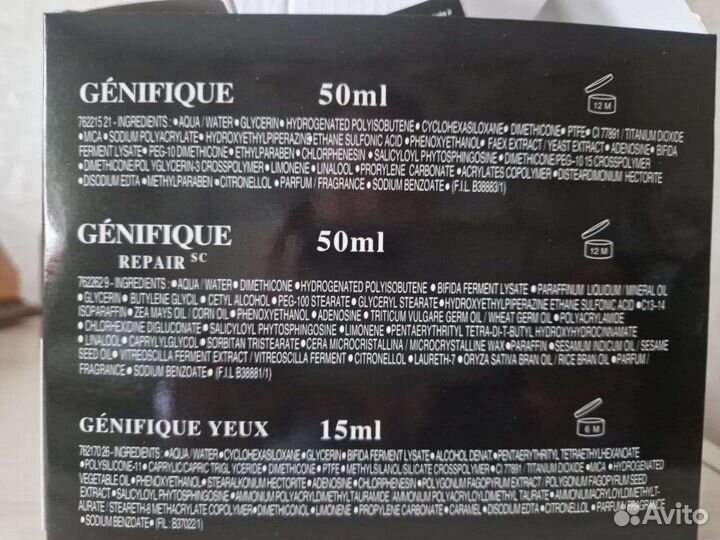 GÉNIFIQUE 50ml
12 M
762215 21 - INGREDIENTS : ● AQUA / WATER ● GLYCERIN ● HYDROGENATED POLYISOBUTENE ● CYCLOHEXASILOXANE ● DIMETHICONE ● PTFE ● CI 77891 / TITANIUM DIOXIDE
● MICA ● SODIUM POLYACRYLATE ● HYDROXYETHYLPIPERAZINE ETHANE SULFONIC ACID ● PHENOXYETHANOL ● FAEX EXTRACT / YEAST EXTRACT ● ADENOSINE ● BIFIDA
FERMENT LYSATE ● PEG-10 DIMETHICONE ● ETHYLPARABEN ● CHLORPHENESIN ● SALICYLOYL PHYTOSPHINGOSINE ● DIMETHICONE/PEG-10 15 CROSSPOLYMER
● DIMETHICONE/POLYGLYCERIN-3 CROSSPOLYMER ● LIMONENE ● LINALOOL ● PRORYLENE CARBONATE ● ACRYLATES COPOLYMER ● DISTEARDIMONIUM HECTORITE
● DISODIUM EDTA ● METHYLPARABEN ● CITRONELLOL ● PARFUM / FRAGRANCE ● SODIUM BENZOATE ● (F.I.L. B38883/1)
GÉNIFIQUE 50ml
REPAIR SC
12 M
762262 9 - INGREDIENTS : ● AQUA / WATER ● DIMETHICONE ● HYDROGENATED POLYISOBUTENE ● BIFIDA FERMENT LYSATE ● PARAFFINUM LIQUIDUM / MINERAL OIL
● GLYCERIN ● BUTYLENE GLYCIL ● CETYL ALCOHOL ● PEG-100 STEARATE ● GLYCERYL STEARATE ● HYDROXYETHYLPIPERAZINE ETHANE SULFONIC ACID ● C13-14
ISOPARAFFIN ● ZEA MAYS OIL / CORN OIL ● PHENOXYETHANOL ● ADENOSINE ● TRITICUM VULGARE GERM OIL / WHEAT GERM OIL ● POLYACRYLAMIDE
● CHLORHEXIDINE DIGLUCONATE ● SALICYLOYL PHYTOSPHINGOSINE ● LIMONENE ● PENTAERYTHRITYL TETRA-DI-T-BUTYL HYDROXYHYDROCINNAMATE
● LINALOOL ● CAPRYLYLGLYCOL ● SORBITAN TRISTEARATE ● CERA MICROCRISTALLINA / MICROCRYSTALLINE WAX ● PARAFFIN ● SESAMUM INDICUM OIL / SESAME
SEED OIL ● VITREOSCILLA FERMENT EXTRACT / VITREOSCILLA FERMENT ● CITRONELLOL ● LAURETH-7 ● ORYZA SATIVA BRAN OIL / RICE BRAN OIL ● PARFUM /
FRAGRANCE ● SODIUM BENZOATE ● (F.I.L B38881/1)
GÉNIFIQUE YEUX 15ml
6 M
762170 26 - INGREDIENTS : ● AQUA / WATER ● CYCLOHEXASILOXANE ● GLYCERIN ● BIFIDA FERMENT LYSATE ● ALCOHOL DENAT. ● PENTAERYTHRITYL TETRAETHYLHEXANOATE
● POLYSILICONE-11 ● CAPRYLIC/CAPRIC TRIGLYCERIDE ● DIMETHICONE ● PTFE ● METHYLSILANOL SILICATE CROSSPOLYMER ● CI 77891 / TITANIUM DIOXIDE ● MICA ● HYDROGENATED
VEGETABLE OIL ● PHENOXYETHANOL ● STEARALKONIUM HECTORITE ● ADENOSINE ● CHLORPHENESIN ● POLYGONUM FAGOPYRUM EXTRACT / POLYGONUM FAGOPYRUM SEED
EXTRACT ● SALICYLOYL PHYTOSPHINGOSINE ● AMMONIUM POLYACRYLDIMETHYLTAURAMIDE AMMONIUM POLYACRYLOYLDIMETHYL TAURATE ● AMMONIUMACRYLOYLDIMETHYLT-
AURATE / STEARETH-8 METHACRYLATE COPOLYMER ● DIMETHICONOL ● LIMONENE ● PROPYLENE CARBONATE ● CARAMEL ● DISODIUM EDTA ● CITRONELLOL ● PARFUM FRAGRANCE
● SODIUM BENZOATE ● (FIL : B37022/1)
Avito